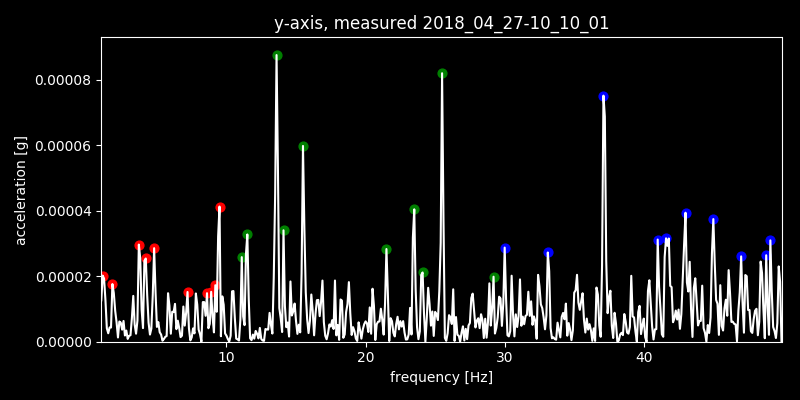 y-axis, measured 2018_04_27-10_10_01
0.00008
0.00006
0.00004
0.00002
0.00000
acceleration [g]
10 20 30 40
frequency [Hz]